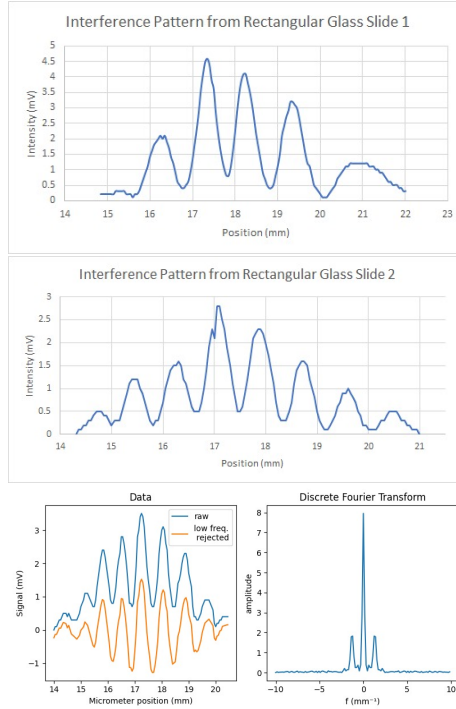 Interference Pattern from Rectangular Glass Slide 1
5
4.5
4
3.5
3
2.5
2
1.5
1
0.5
0
Intensity (mV)
14 15 16 17 18 19 20 21 22 23
Position (mm)
Interference Pattern from Rectangular Glass Slide 2
3
2.5
2
1.5
1
0.5
0
Intensity (mV)
14 15 16 17 18 19 20 21
Position (mm)
Data
raw
low freq.
rejected
3
2
1
0
−1
Signal (mV)
14 15 16 17 18 19 20
Micrometer position (mm)
Discrete Fourier Transform
8
7
6
5
4
3
2
1
0
amplitude
−10 −5 0 5 10
f (mm⁻¹)